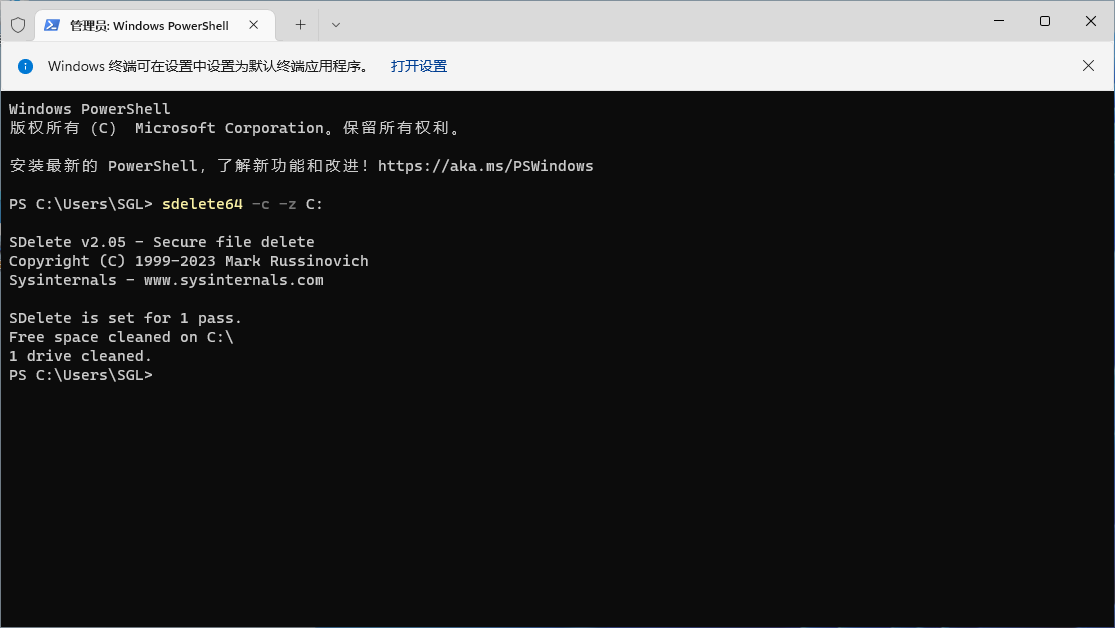 管理员: Windows PowerShell
Windows 终端可在设置中设置为默认终端应用程序。 打开设置
Windows PowerShell
版权所有 (C) Microsoft Corporation。保留所有权利。
安装最新的 PowerShell，了解新功能和改进！https://aka.ms/PSWindows
PS C:\Users\SGL> sdelete64 -c -z C:
SDelete v2.05 - Secure file delete
Copyright (C) 1999-2023 Mark Russinovich
Sysinternals - www.sysinternals.com
SDelete is set for 1 pass.
Free space cleaned on C:\
1 drive cleaned.
PS C:\Users\SGL>